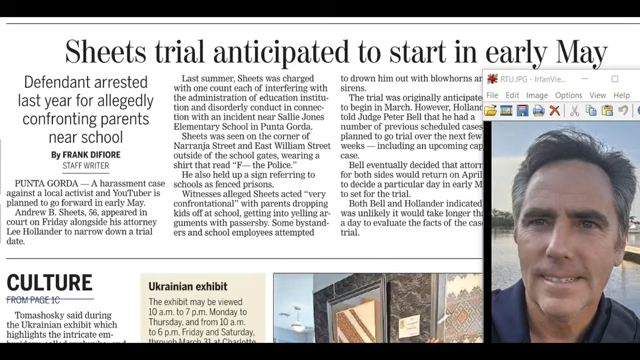 Sheets trial anticipated to start in early May
Defendant arrested
last year for allegedly
confronting parents
near school
By FRANK DIFIORE
STAFF WRITER
PUNTA GORDA — A harassment case
against a local activist and YouTuber is
planned to go forward in early May.
Andrew B. Sheets, 56, appeared in
court on Friday alongside his attorney
Lee Hollander to narrow down a trial
date.
Last summer, Sheets was charged
with one count each of interfering with
the administration of education institu-
tion and disorderly conduct in connec-
tion with an incident near Sallie Jones
Elementary School in Punta Gorda.
Sheets was seen on the corner of
Narranja Street and East William Street
outside of the school gates, wearing a
shirt that read "F— the Police."
He also held up a sign referring to
schools as fenced prisons.
Witnesses alleged Sheets acted "very
confrontational" with parents dropping
kids off at school, getting into yelling ar-
guments with passersby. Some bystand-
ers and school employees attempted
to drown him out with blowhorns and
sirens.
The trial was originally anticipated
to begin in March. However, Hollander
told Judge Peter Bell that he had a
number of previous scheduled cases
planned to go trial over the next few
weeks — including an upcoming cap
case.
Bell eventually decided that attor
for both sides would return on April
to decide a particular day in early M
to set for the trial.
Both Bell and Hollander indicated
was unlikely it would take longer tha
a day to evaluate the facts of the case
trial.
RTU.JPG - IrfanVie...
File Edit Image Options View
CULTURE
FROM PAGE 1C
Tomashosky said during
the Ukrainian exhibit which
highlights the intricate em-
Ukrainian exhibit
The exhibit may be viewed
10 a.m. to 7 p.m. Monday to
Thursday, and from 10 a.m.
to 6 p.m. Friday and Saturday,
through March 31 at Charlotte